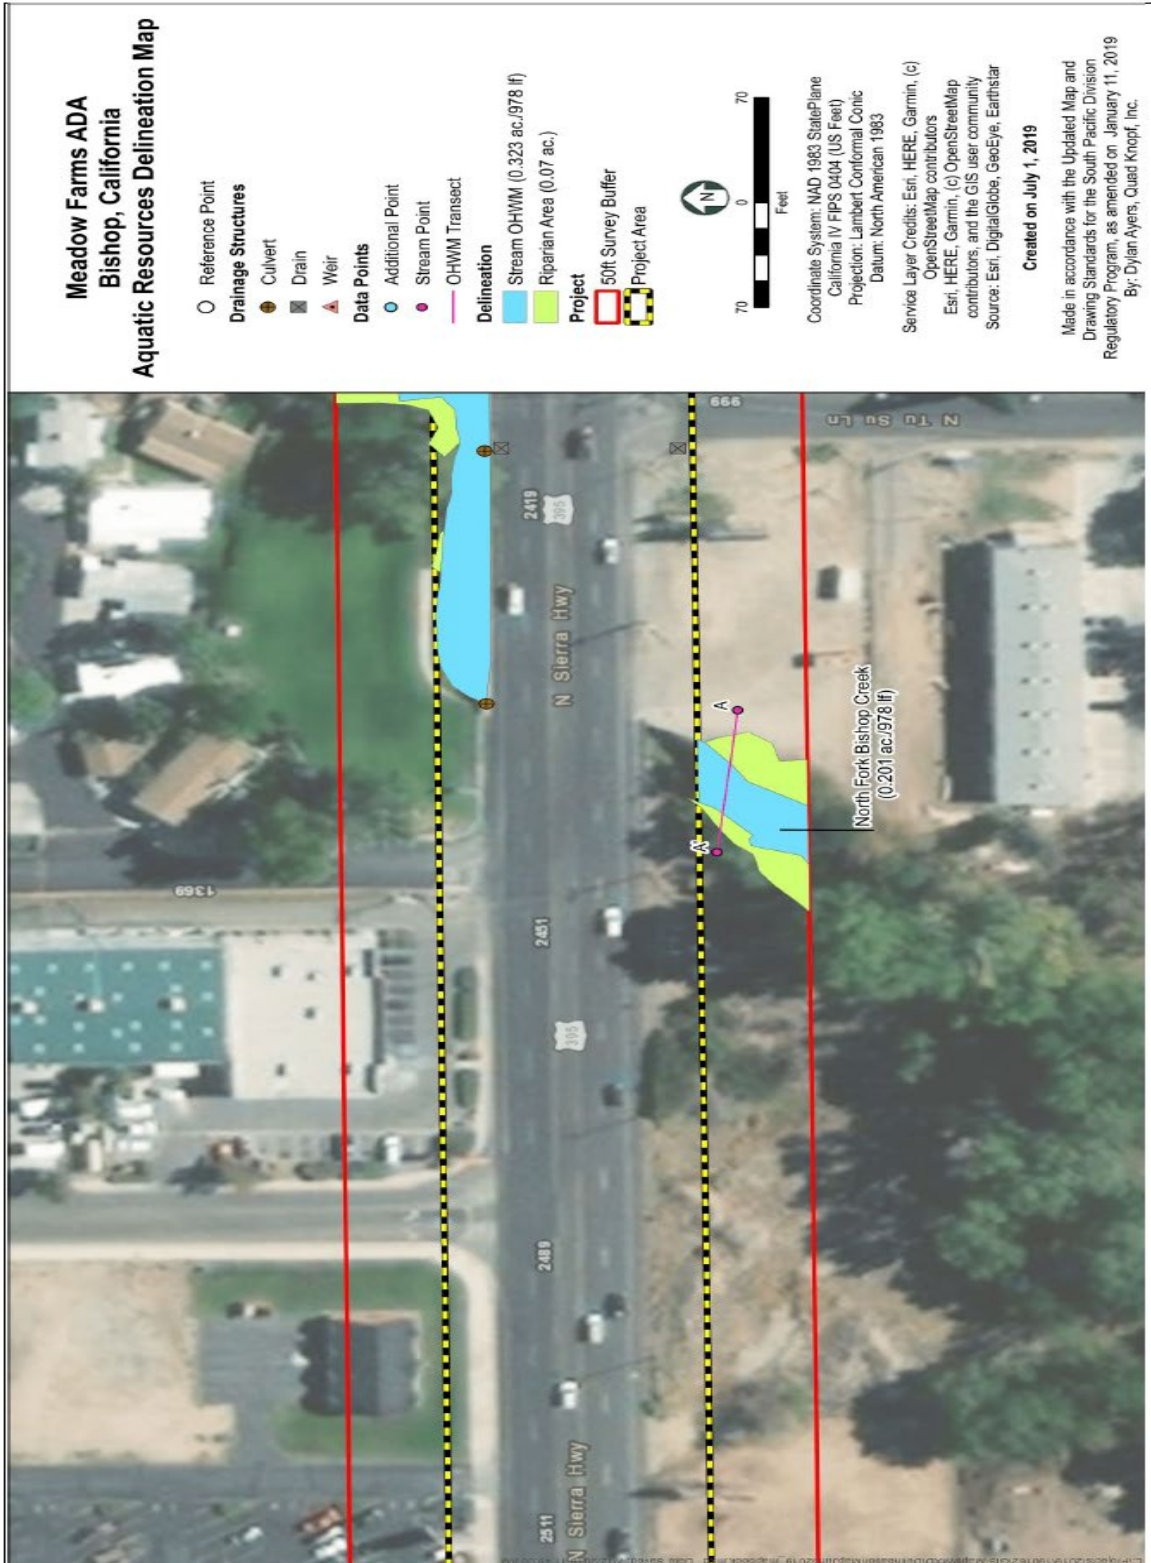 Meadow Farms ADA
Bishop, California
Aquatic Resources Delineation Map
Reference Point
Drainage Structures
Culvert
Drain
Weir
Data Points
Additional Point
Stream Point
OHWM Transect
Delineation
Stream OHWM (0.323 ac./978 lf)
Riparian Area (0.07 ac.)
Project
50ft Survey Buffer
Project Area
N
70 0 70
Feet
Coordinate System: NAD 1983 StatePlane
California IV FIPS 0404 (US Feet)
Projection: Lambert Conformal Conic
Datum: North American 1983
Service Layer Credits: Esri, HERE, Garmin, (c)
OpenStreetMap contributors
Esri, HERE, Garmin, (c) OpenStreetMap
contributors, and the GIS user community
Source: Esri, DigitalGlobe, GeoEye, Earthstar
Created on July 1, 2019
Made in accordance with the Updated Map and
Drawing Standards for the South Pacific Division
Regulatory Program, as amended on January 11, 2019
By: Dylan Ayers, Quad Knopf, Inc.
1369
2511
N Sierra Hwy
2489
395
2451
N Sierra Hwy
2419
395
A'
A
North Fork Bishop Creek
(0.201 ac./978 lf)
999
N Tu Su Ln